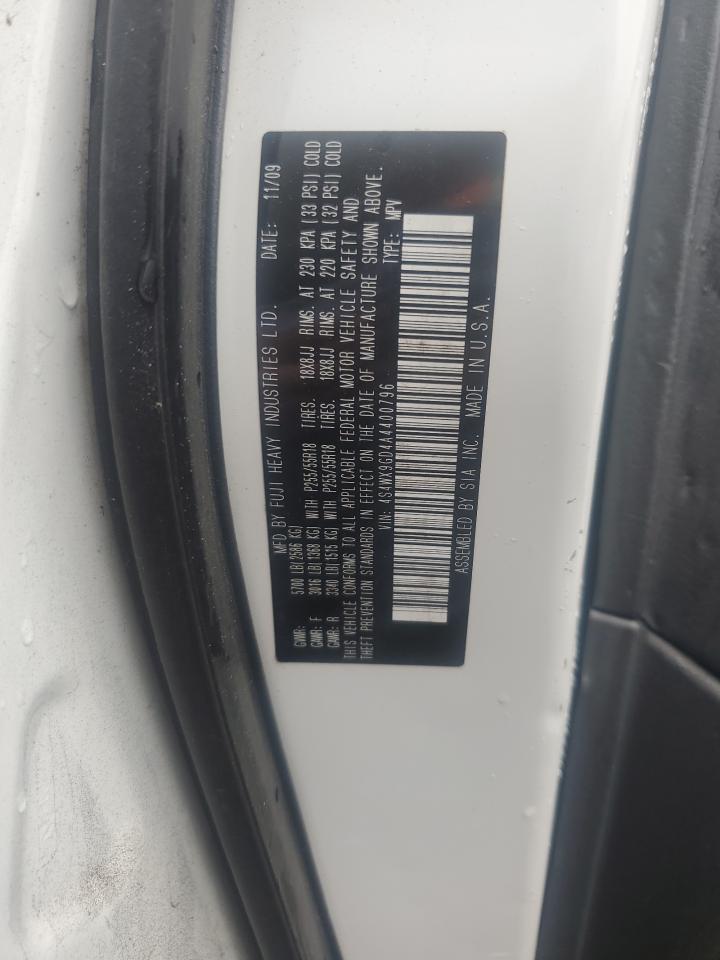 MFD BY FUJI HEAVY INDUSTRIES LTD. DATE: 11/09
GVWR: 5700 LB(2586 KG)
GAWR: F 3016 LB(1368 KG) WITH P255/55R18 TIRES. 18X8JJ RIMS. AT 230 KPA (33 PSI) COLD
GAWR: R 3340 LB(1515 KG) WITH P255/55R18 TIRES. 18X8JJ RIMS. AT 220 KPA (32 PSI) COLD
THIS VEHICLE CONFORMS TO ALL APPLICABLE FEDERAL MOTOR VEHICLE SAFETY AND
THEFT PREVENTION STANDARDS IN EFFECT ON THE DATE OF MANUFACTURE SHOWN ABOVE.
VIN: 4S4WX9GD4A4400796 TYPE: MPV
ASSEMBLED BY SIA INC. MADE IN U.S.A.